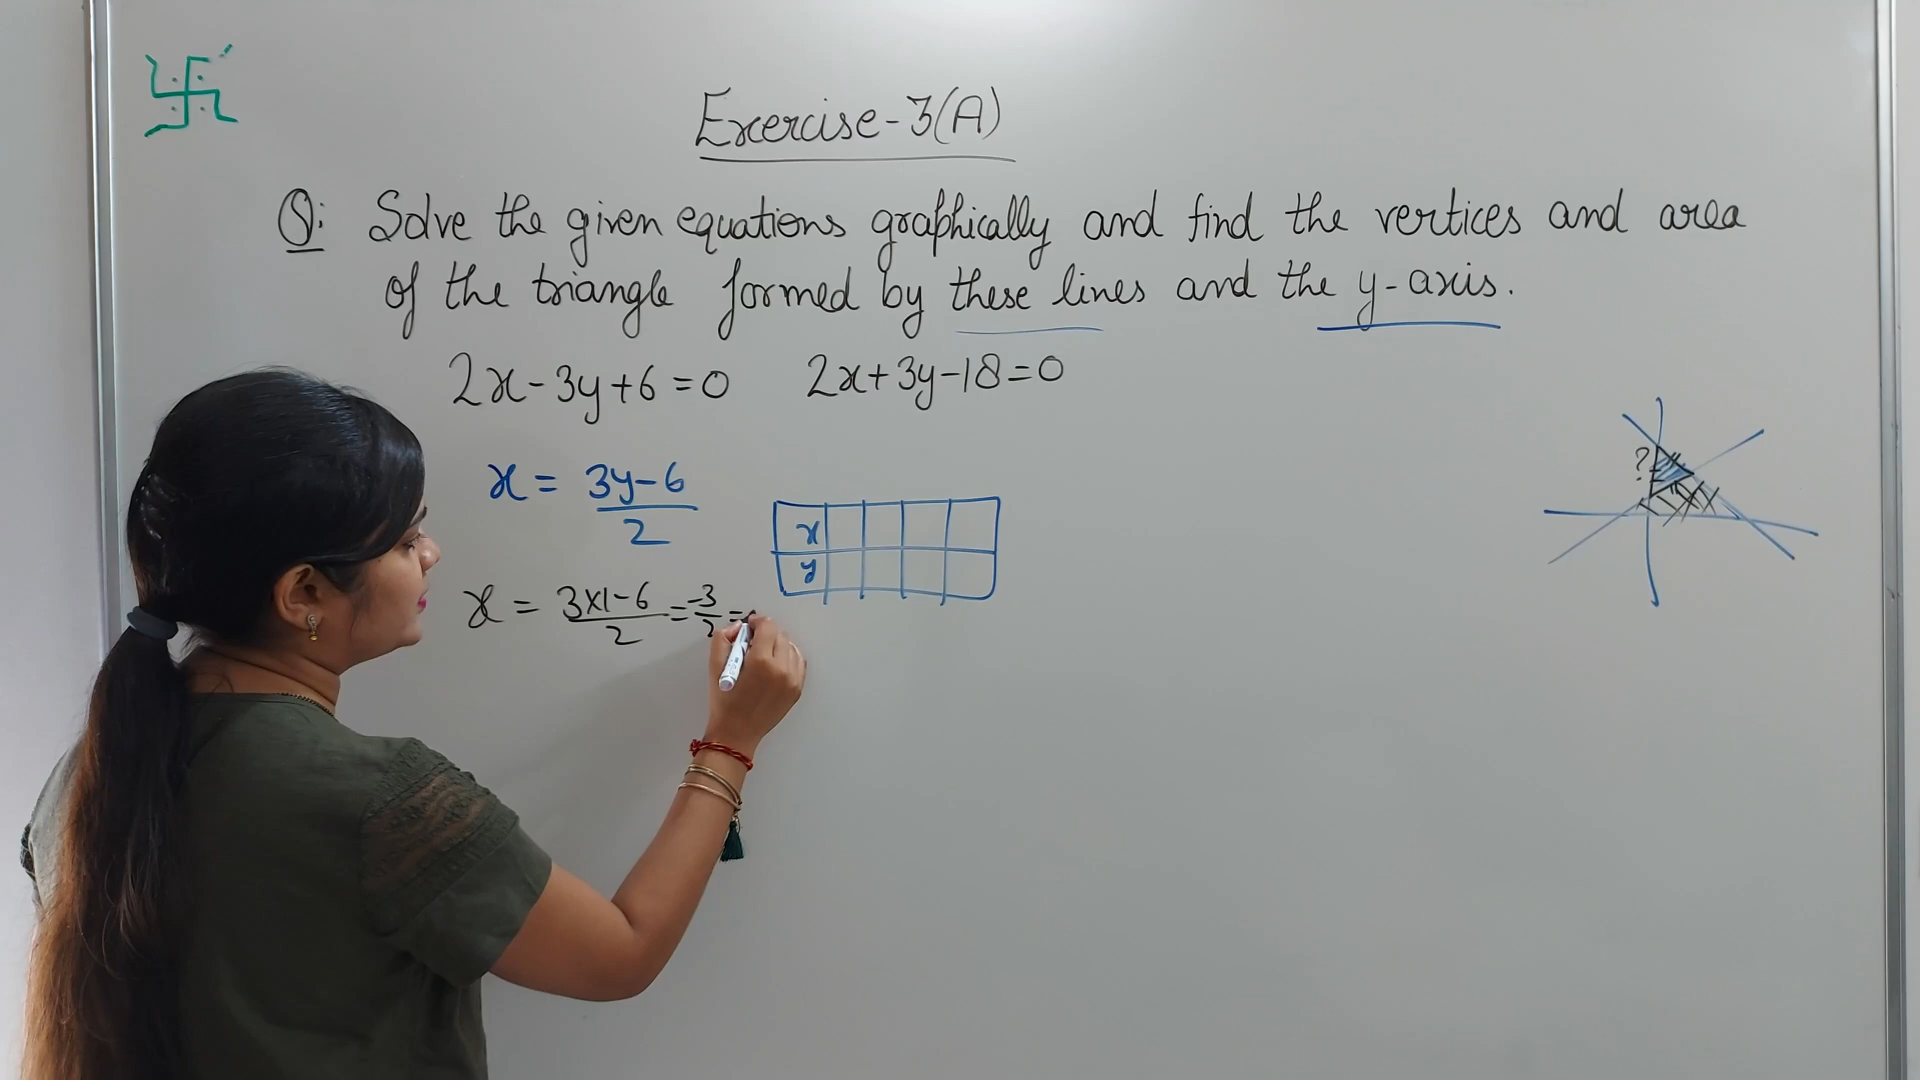 Exercise-3(A)
Q: Solve the given equations graphically and find the vertices and area
of the triangle formed by these lines and the y-axis.
2x-3y+6=0 2x+3y-18=0
x = 3y-6/2
x
y
x = 3x1-6/2 = -3/2 =
?